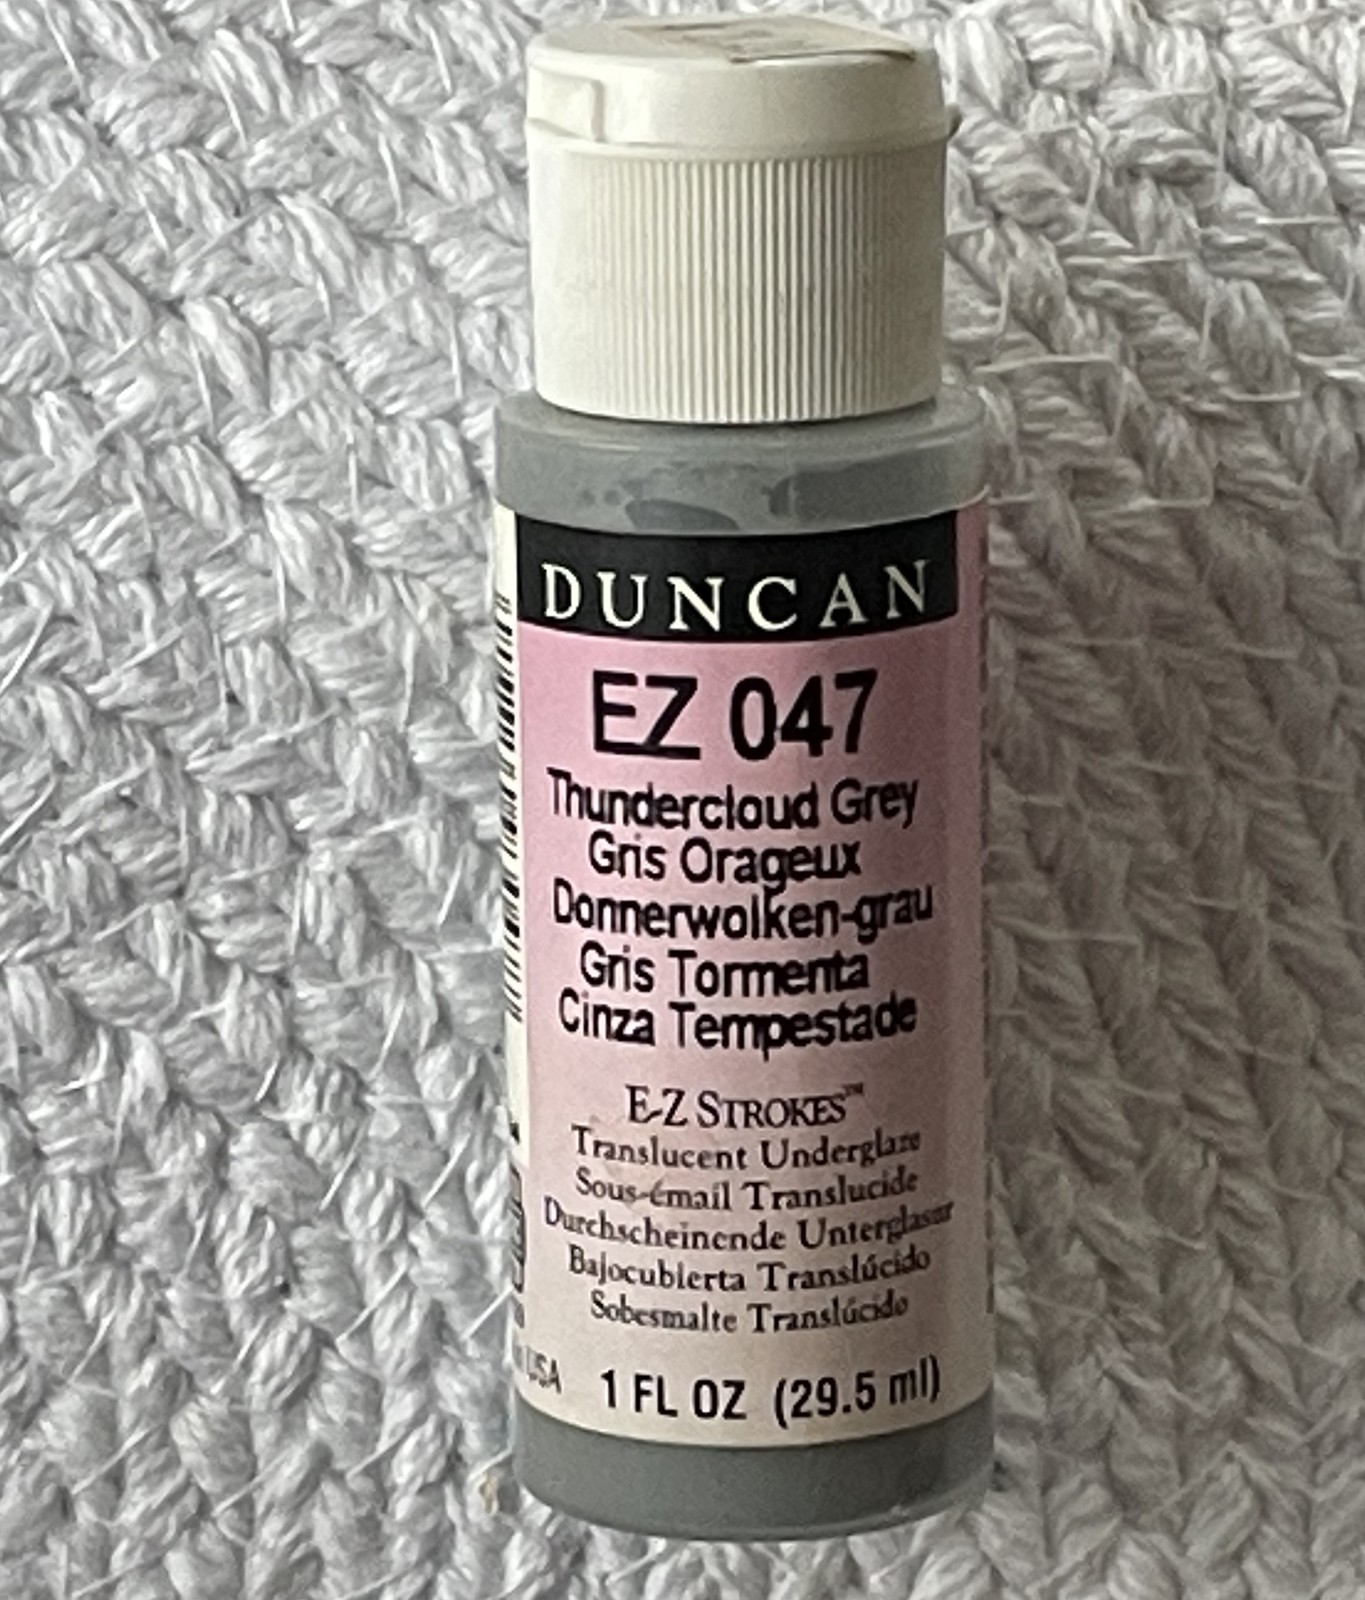 DUNCAN
EZ 047
Thundercloud Grey
Gris Orageux
Donnerwolken-grau
Gris Tormenta
Cinza Tempestade
E-Z STROKES™
Translucent Underglaze
Sous-émail Translucide
Durchscheinende Unterglasur
Bajocubierta Translúcido
Sobesmalte Translúcido
USA
1 FL OZ (29.5 ml)